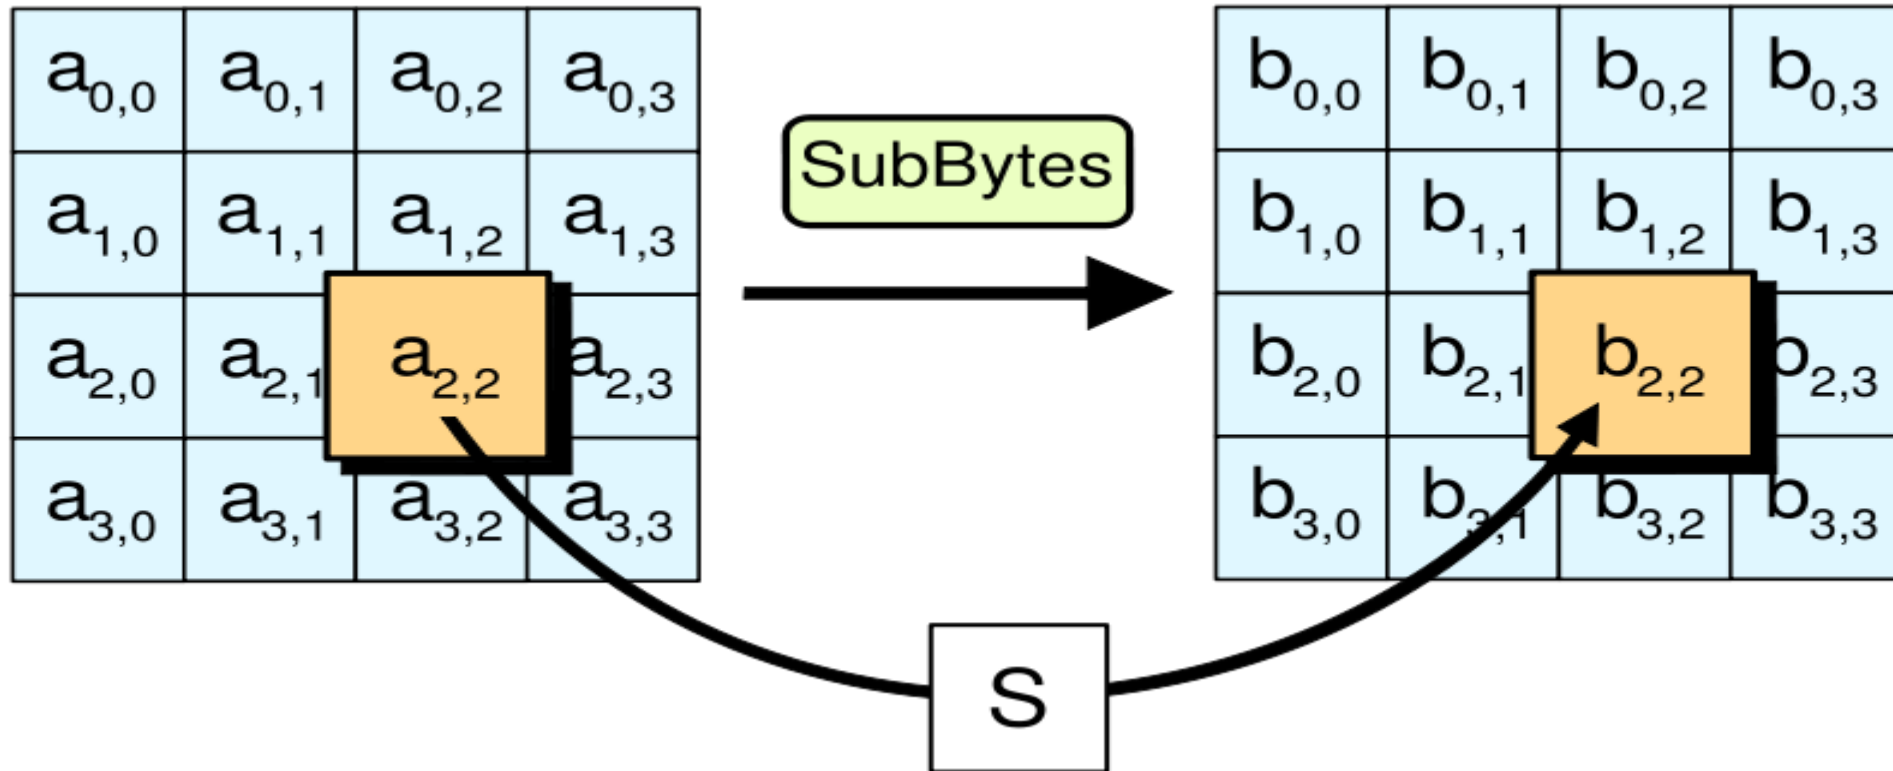 a0,0 a0,1 a0,2 a0,3
b0,0 b0,1 b0,2 b0,3
SubBytes
a1,0 a1,1 a1,2 a1,3
b1,0 b1,1 b1,2 b1,3
a2,0 a2,1 a2,2 a2,3
b2,0 b2,1 b2,2 b2,3
a3,0 a3,1 a3,2 a3,3
b3,0 b3,1 b3,2 b3,3
S